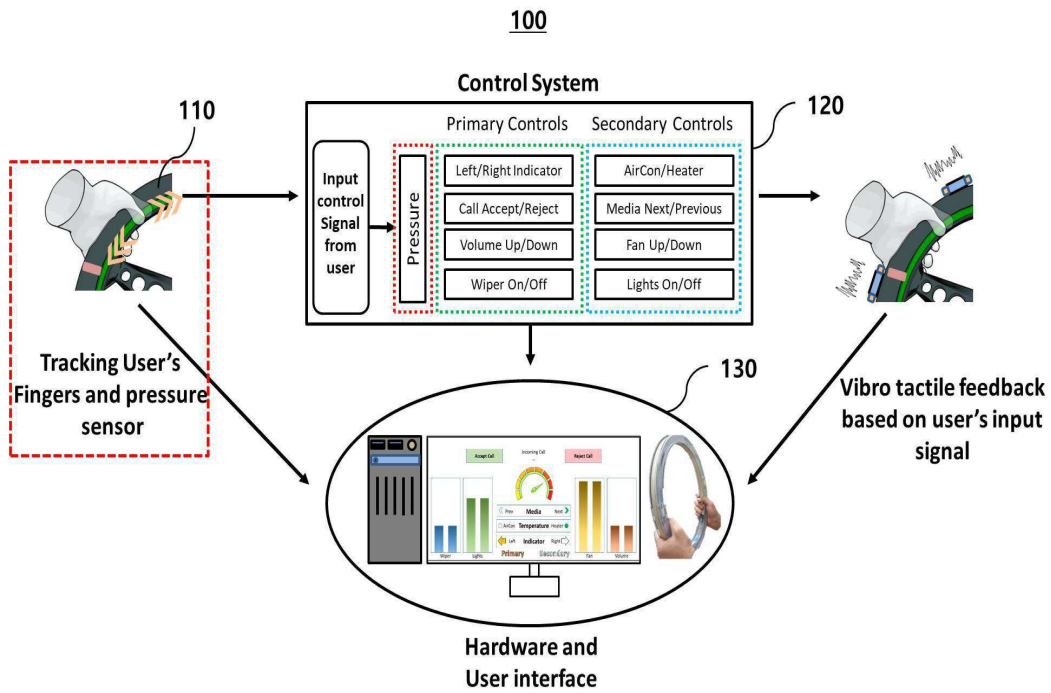 100
Control System
110
120
Primary Controls
Secondary Controls
Input
control
Signal
from
user
Pressure
Left/Right Indicator
Call Accept/Reject
Volume Up/Down
Wiper On/Off
AirCon/Heater
Media Next/Previous
Fan Up/Down
Lights On/Off
Tracking User's
Fingers and pressure
sensor
130
Vibro tactile feedback
based on user's input
signal
Accept Call
Incoming Call
Reject Call
Prev Media Next
AirCon Temperature Heater
Left Indicator Right
Primary Secondary
Wiper
Lights
Fan
Volume
Hardware and
User interface